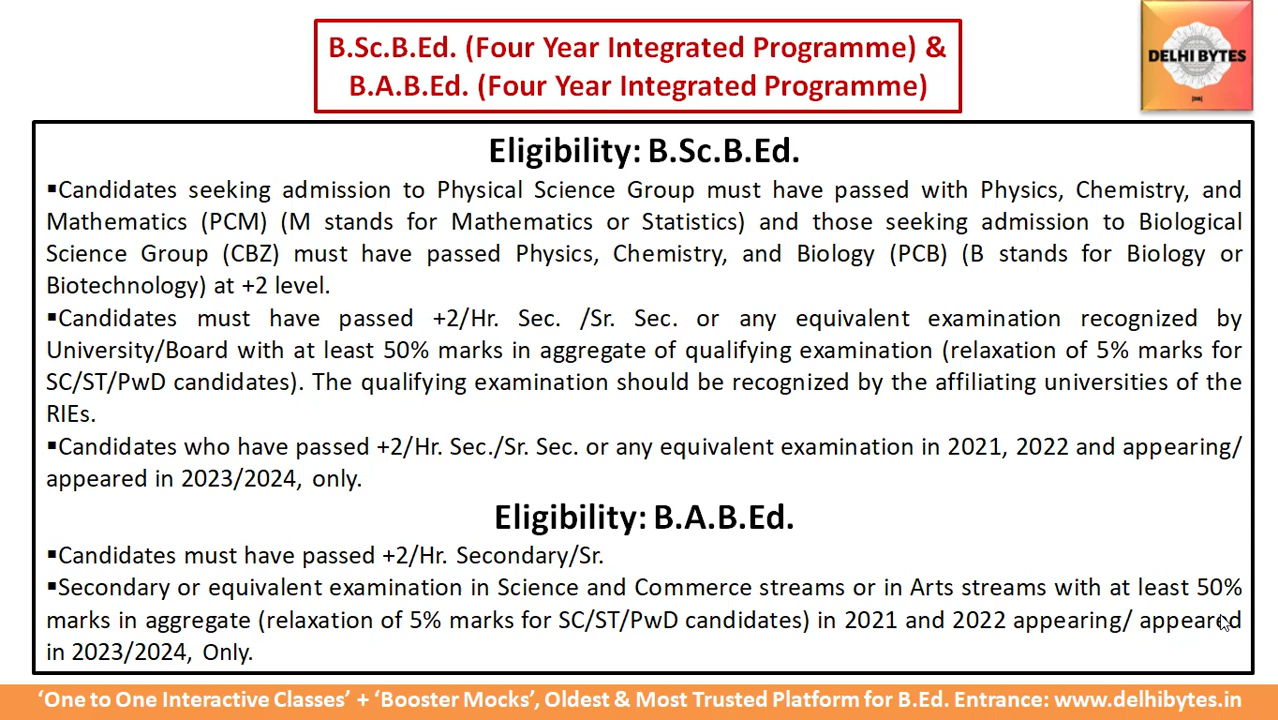 B.Sc.B.Ed. (Four Year Integrated Programme) &
B.A.B.Ed. (Four Year Integrated Programme)
DELHI BYTES
[DB]
Eligibility: B.Sc.B.Ed.
▪Candidates seeking admission to Physical Science Group must have passed with Physics, Chemistry, and
Mathematics (PCM) (M stands for Mathematics or Statistics) and those seeking admission to Biological
Science Group (CBZ) must have passed Physics, Chemistry, and Biology (PCB) (B stands for Biology or
Biotechnology) at +2 level.
▪Candidates must have passed +2/Hr. Sec. /Sr. Sec. or any equivalent examination recognized by
University/Board with at least 50% marks in aggregate of qualifying examination (relaxation of 5% marks for
SC/ST/PwD candidates). The qualifying examination should be recognized by the affiliating universities of the
RIEs.
▪Candidates who have passed +2/Hr. Sec./Sr. Sec. or any equivalent examination in 2021, 2022 and appearing/
appeared in 2023/2024, only.
Eligibility: B.A.B.Ed.
▪Candidates must have passed +2/Hr. Secondary/Sr.
▪Secondary or equivalent examination in Science and Commerce streams or in Arts streams with at least 50%
marks in aggregate (relaxation of 5% marks for SC/ST/PwD candidates) in 2021 and 2022 appearing/ appeared
in 2023/2024, Only.
‘One to One Interactive Classes’ + ‘Booster Mocks’, Oldest & Most Trusted Platform for B.Ed. Entrance: www.delhibytes.in